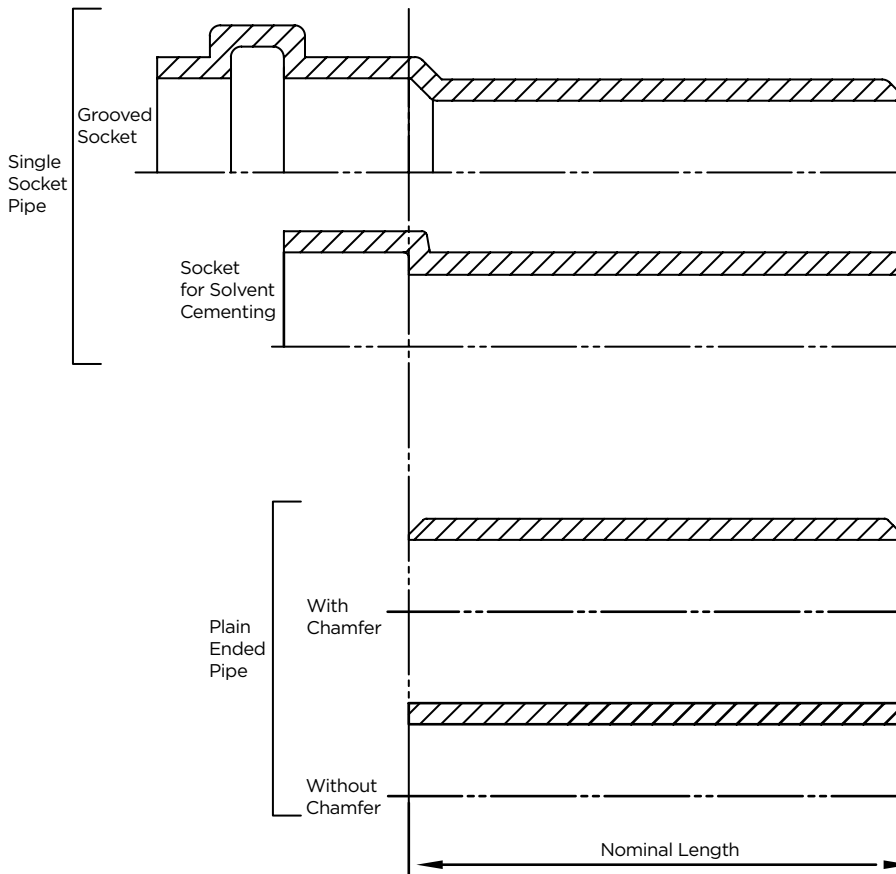 Grooved
Socket
Single
Socket
Pipe
Socket
for Solvent
Cementing
With
Chamfer
Plain
Ended
Pipe
Without
Chamfer
Nominal Length